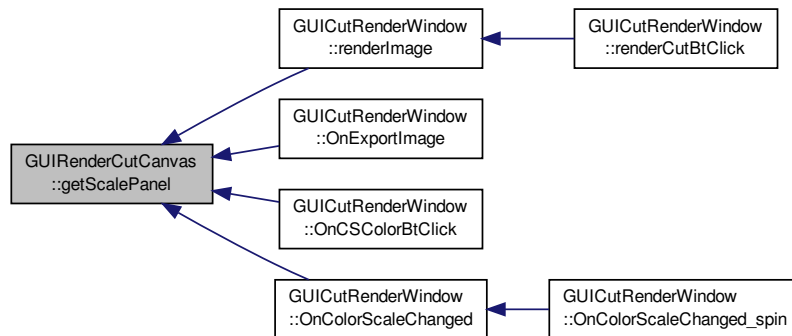 GUICutRenderWindow
::renderImage
GUICutRenderWindow
::renderCutBtClick
GUICutRenderWindow
::OnExportImage
GUIRenderCutCanvas
::getScalePanel
GUICutRenderWindow
::OnCSColorBtClick
GUICutRenderWindow
::OnColorScaleChanged
GUICutRenderWindow
::OnColorScaleChanged_spin